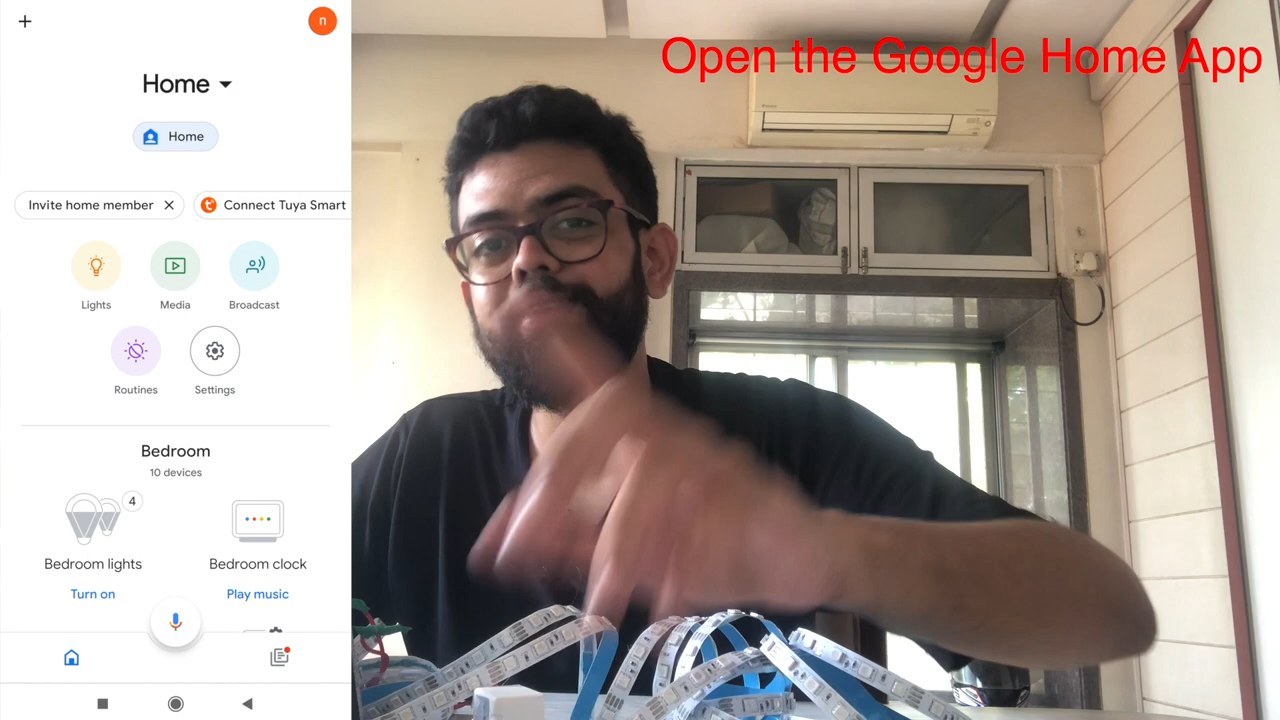 n
Home
Home
Invite home member
Connect Tuya Smart
Lights
Media
Broadcast
Routines
Settings
Bedroom
10 devices
4
Bedroom lights
Bedroom clock
Turn on
Play music
Open the Google Home App